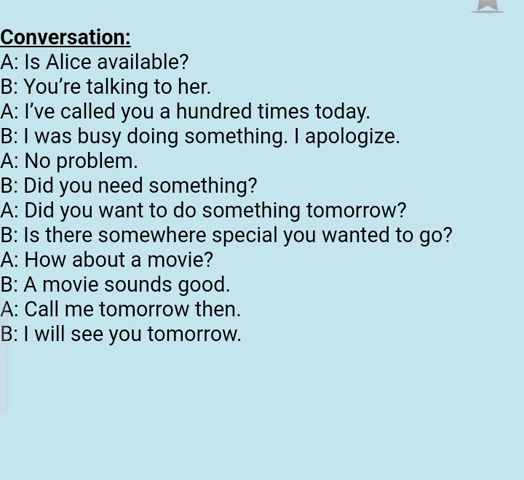 Conversation:
A: Is Alice available?
B: You’re talking to her.
A: I’ve called you a hundred times today.
B: I was busy doing something. I apologize.
A: No problem.
B: Did you need something?
A: Did you want to do something tomorrow?
B: Is there somewhere special you wanted to go?
A: How about a movie?
B: A movie sounds good.
A: Call me tomorrow then.
B: I will see you tomorrow.